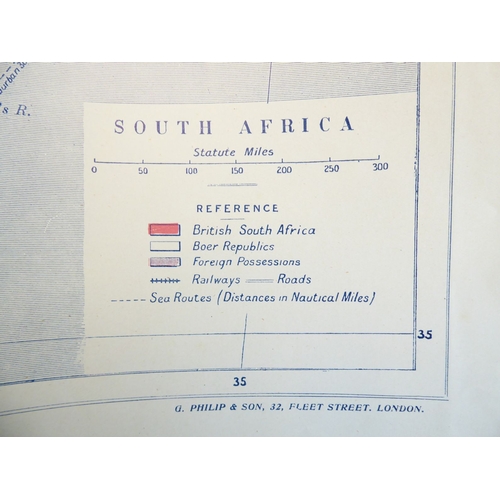 Durban
s R.
SOUTH AFRICA
Statute Miles
0 50 100 150 200 250 300
REFERENCE
British South Africa
Boer Republics
Foreign Possessions
Railways Roads
Sea Routes (Distances in Nautical Miles)
35
35
G. PHILIP & SON, 32, FLEET STREET, LONDON.